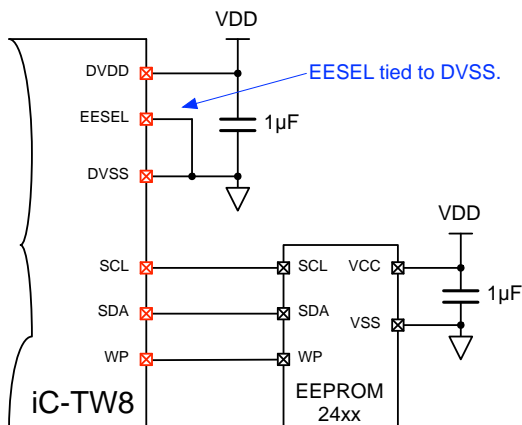 VDD
DVDD
EESEL tied to DVSS.
EESEL
1µF
DVSS
VDD
SCL
SCL
VCC
1µF
SDA
SDA
VSS
WP
WP
iC-TW8
EEPROM
24xx